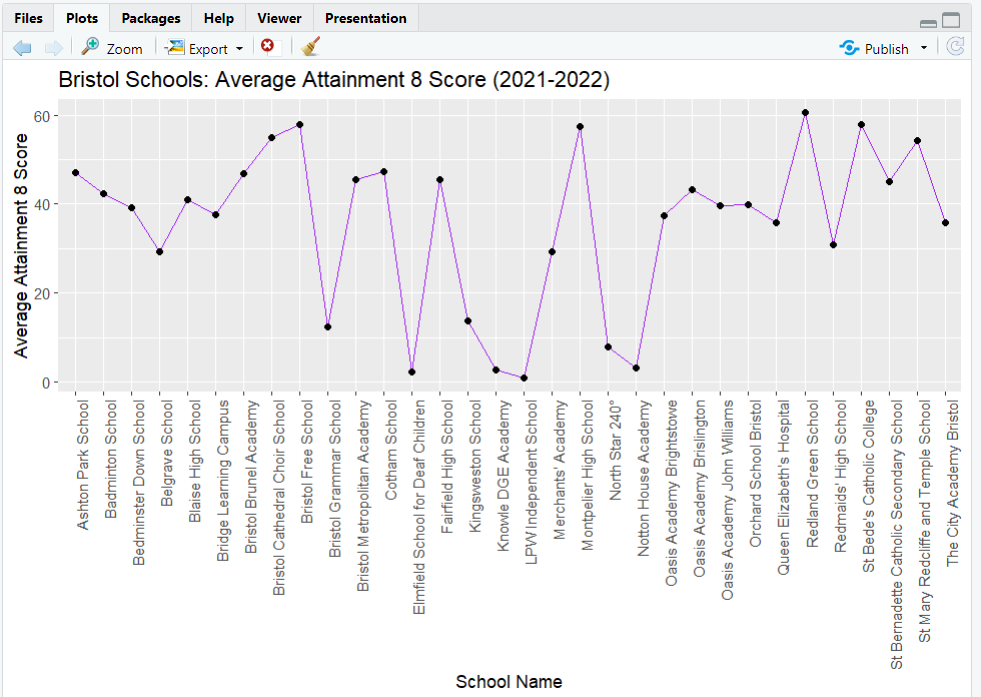 Files Plots Packages Help Viewer Presentation
Zoom Export Publish
Bristol Schools: Average Attainment 8 Score (2021-2022)
Average Attainment 8 Score
60
40
20
0
Ashton Park School
Badminton School
Bedminster Down School
Belgrave School
Blaise High School
Bridge Learning Campus
Bristol Brunel Academy
Bristol Cathedral Choir School
Bristol Free School
Bristol Grammar School
Bristol Metropolitan Academy
Cotham School
Elmfield School for Deaf Children
Fairfield High School
Kingsweston School
Knowle DGE Academy
LPW Independent School
Merchants' Academy
Montpelier High School
North Star 240°
Notton House Academy
Oasis Academy Brightstowe
Oasis Academy Brislington
Oasis Academy John Williams
Orchard School Bristol
Queen Elizabeth's Hospital
Redland Green School
Redmaids' High School
St Bede's Catholic College
St Bernadette Catholic Secondary School
St Mary Redcliffe and Temple School
The City Academy Bristol
School Name